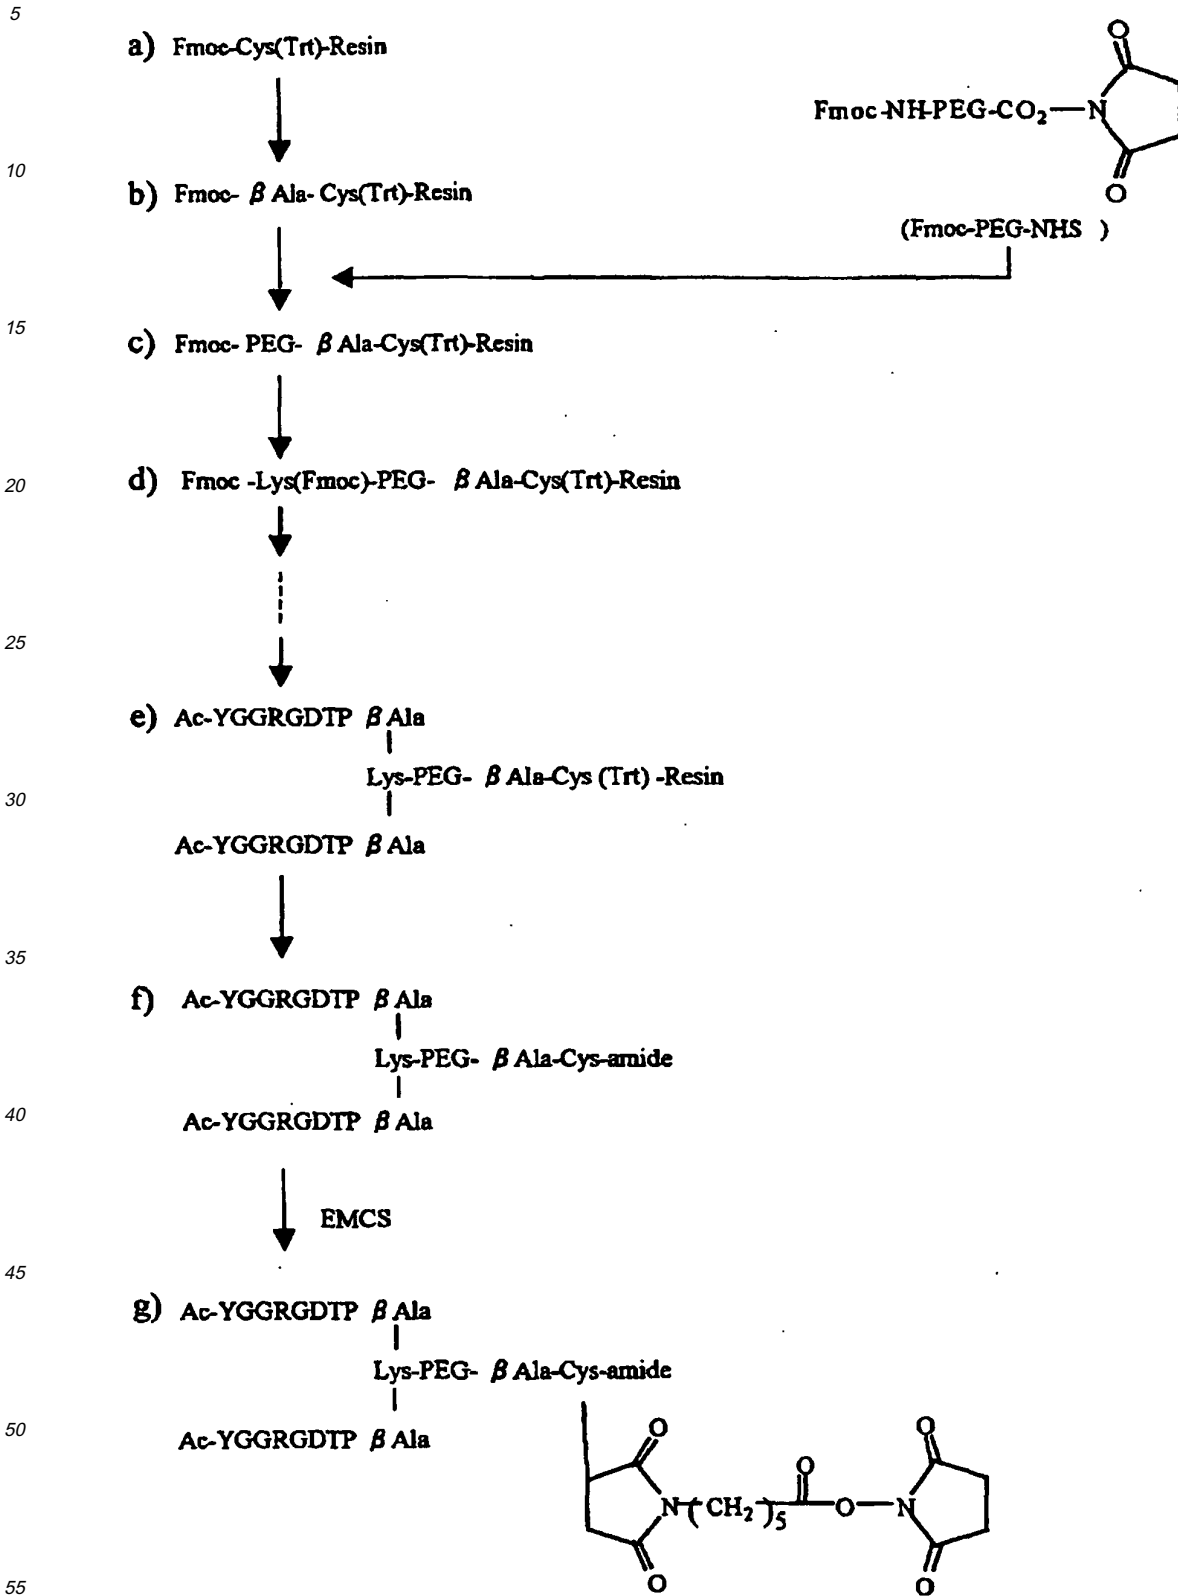 5
a) Fmoc-Cys(Trt)-Resin
O
Fmoc-NH-PEG-CO₂—N
O
10
b) Fmoc- β Ala- Cys(Trt)-Resin
(Fmoc-PEG-NHS )
15
c) Fmoc- PEG- β Ala-Cys(Trt)-Resin
20
d) Fmoc -Lys(Fmoc)-PEG- β Ala-Cys(Trt)-Resin
25
e) Ac-YGGRGDTP β Ala
Lys-PEG- β Ala-Cys (Trt) -Resin
30
Ac-YGGRGDTP β Ala
35
f) Ac-YGGRGDTP β Ala
Lys-PEG- β Ala-Cys-amide
40
Ac-YGGRGDTP β Ala
EMCS
45
g) Ac-YGGRGDTP β Ala
Lys-PEG- β Ala-Cys-amide
50
Ac-YGGRGDTP β Ala
O O O
N(CH₂)₅ O—N
O O
55